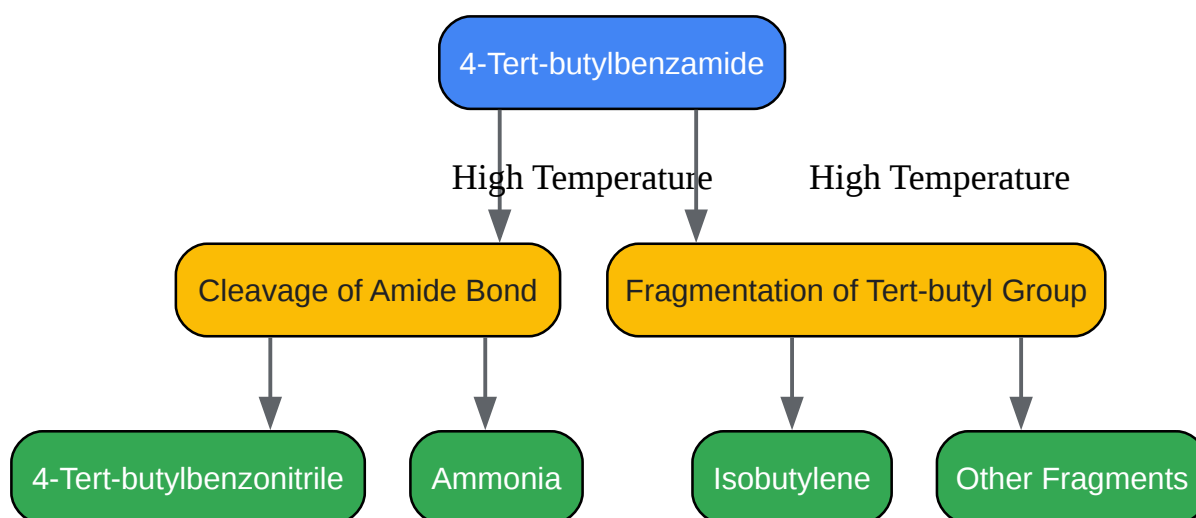 4-Tert-butylbenzamide
High Temperature
High Temperature
Cleavage of Amide Bond
Fragmentation of Tert-butyl Group
4-Tert-butylbenzonitrile
Ammonia
Isobutylene
Other Fragments